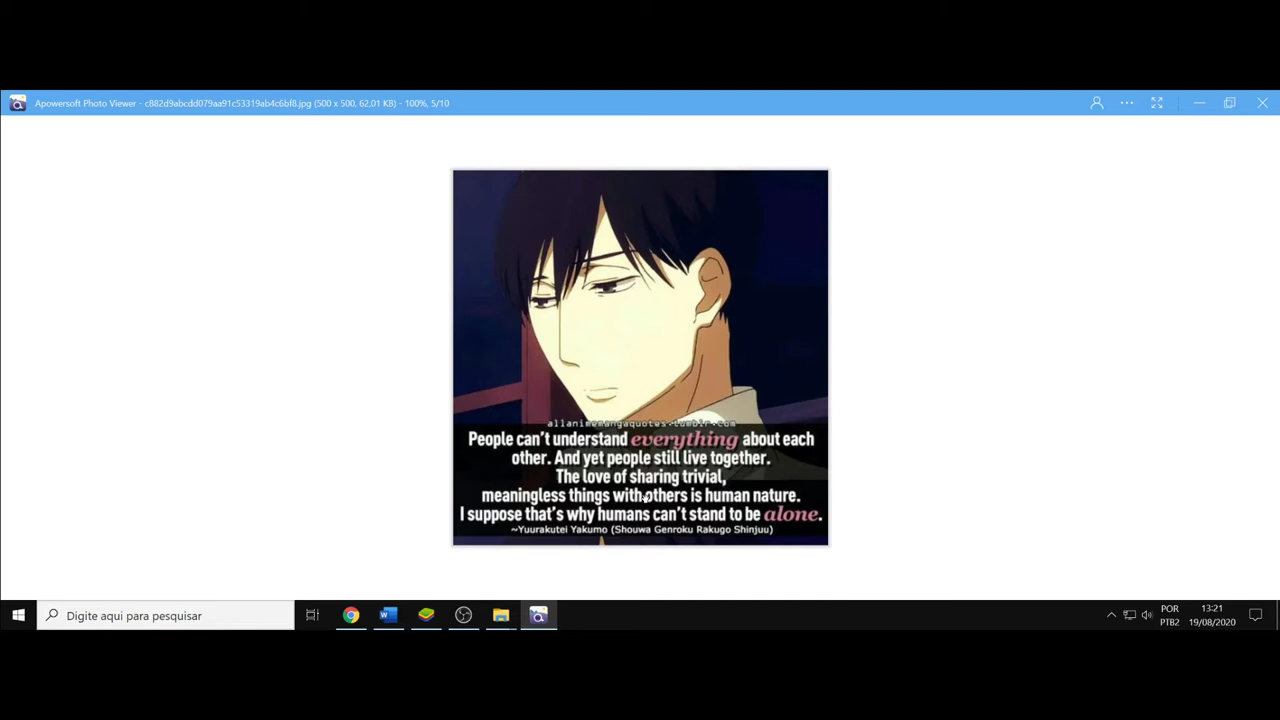 Apowersoft Photo Viewer - c882d9abcdd079aa91c53319ab4c6bf8.jpg (500 x 500, 62,01 KB) - 100%, 5/10
allanimemangaquotes.tumblr.com
People can't understand everything about each
other. And yet people still live together.
The love of sharing trivial,
meaningless things with others is human nature.
I suppose that's why humans can't stand to be alone.
~Yuurakutei Yakumo (Shouwa Genroku Rakugo Shinjuu)
Digite aqui para pesquisar
POR
PTB2
13:21
19/08/2020